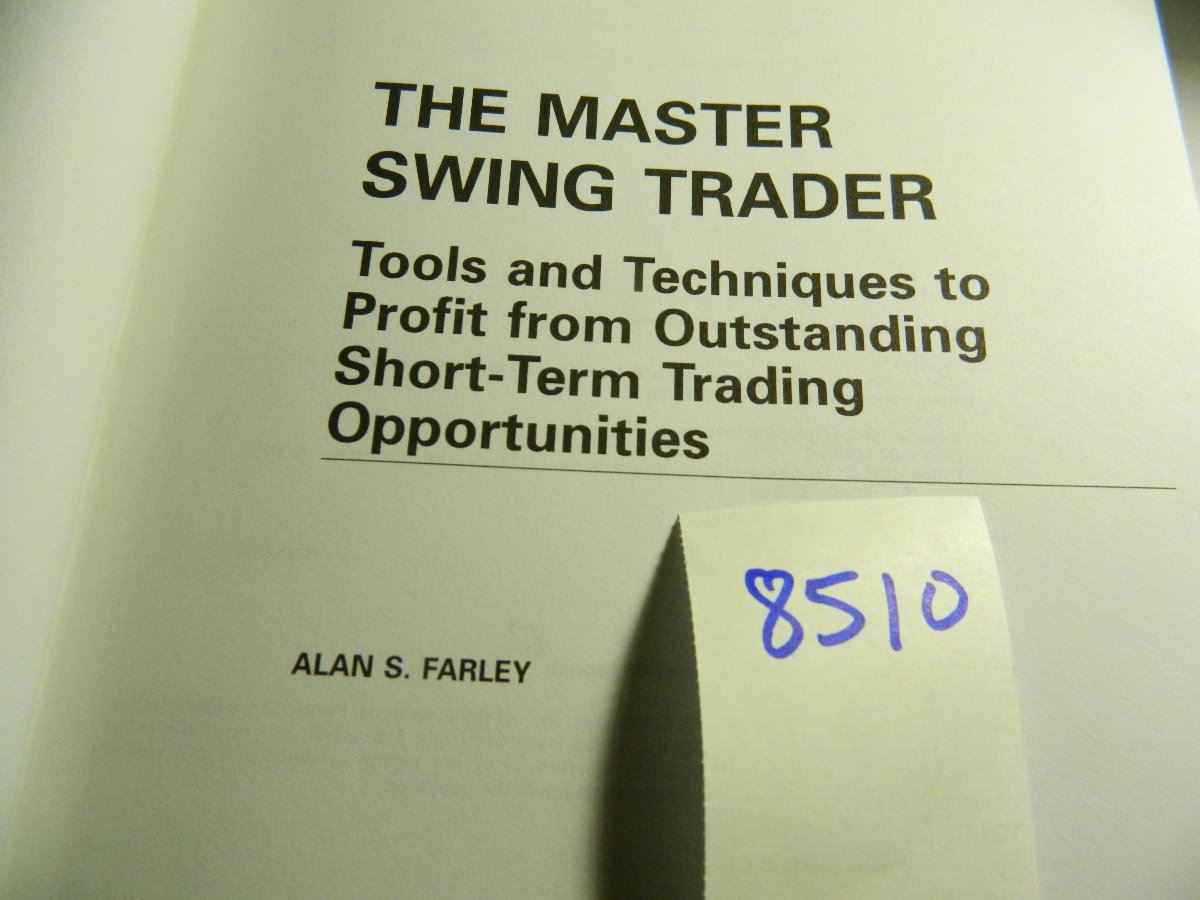 THE MASTER
SWING TRADER
Tools and Techniques to
Profit from Outstanding
Short-Term Trading
Opportunities
8510
ALAN S. FARLEY